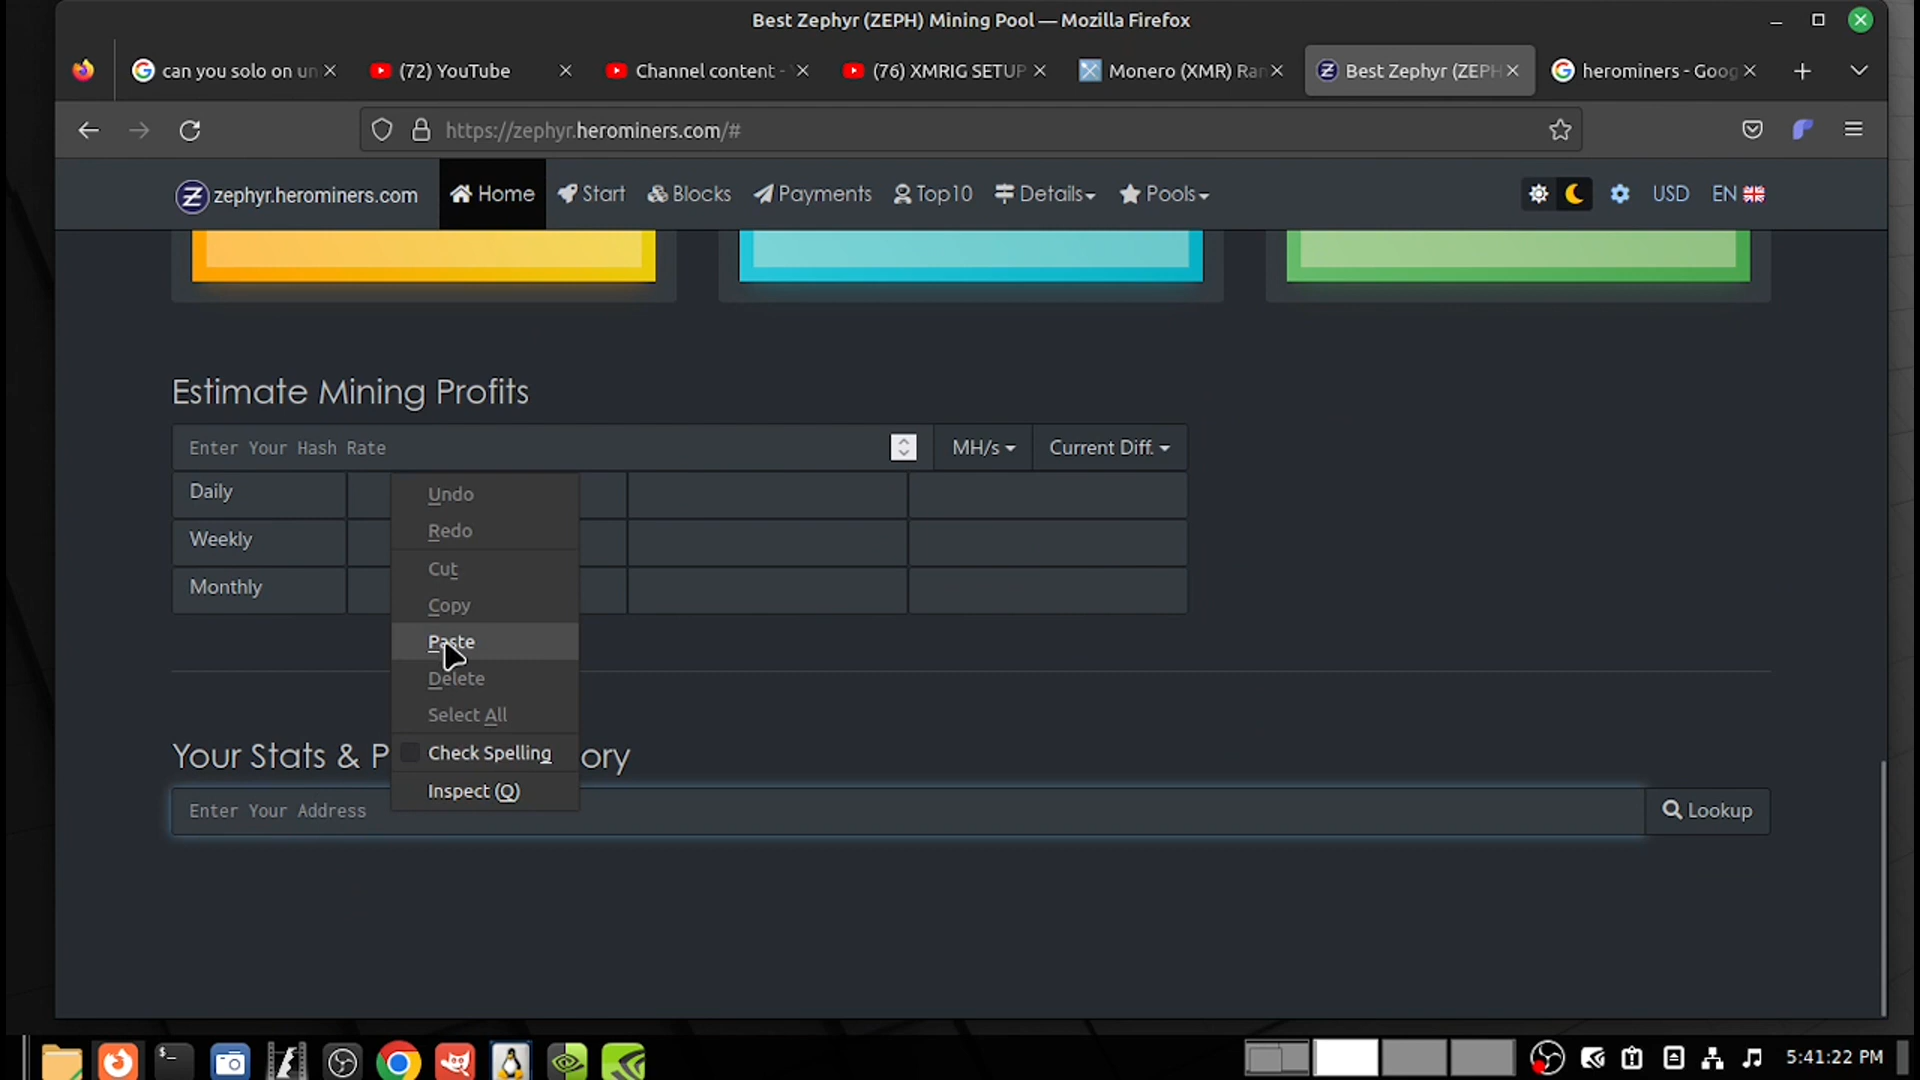 Best Zephyr (ZEPH) Mining Pool — Mozilla Firefox
can you solo on un
(72) YouTube
Channel content - Y
(76) XMRIG SETUP
Monero (XMR) Ran
Best Zephyr (ZEPH
herominers - Goog
https://zephyr.herominers.com/#
zephyr.herominers.com
Home
Start
Blocks
Payments
Top10
Details
Pools
USD
EN
Estimate Mining Profits
Enter Your Hash Rate
MH/s
Current Diff.
Daily
Weekly
Monthly
Undo
Redo
Cut
Copy
Paste
Delete
Select All
Check Spelling
Inspect (Q)
Your Stats & P
ory
Enter Your Address
Lookup
5:41:22 PM